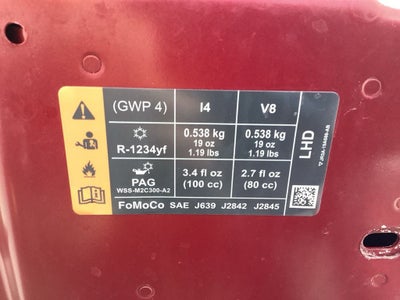 (GWP 4) I4 V8
R-1234yf 0.538 kg 0.538 kg
19 oz 19 oz
1.19 lbs 1.19 lbs
PAG 3.4 fl oz 2.7 fl oz
WSS-M2C300-A2 (100 cc) (80 cc)
FoMoCo SAE J639 J2842 J2845
LHD